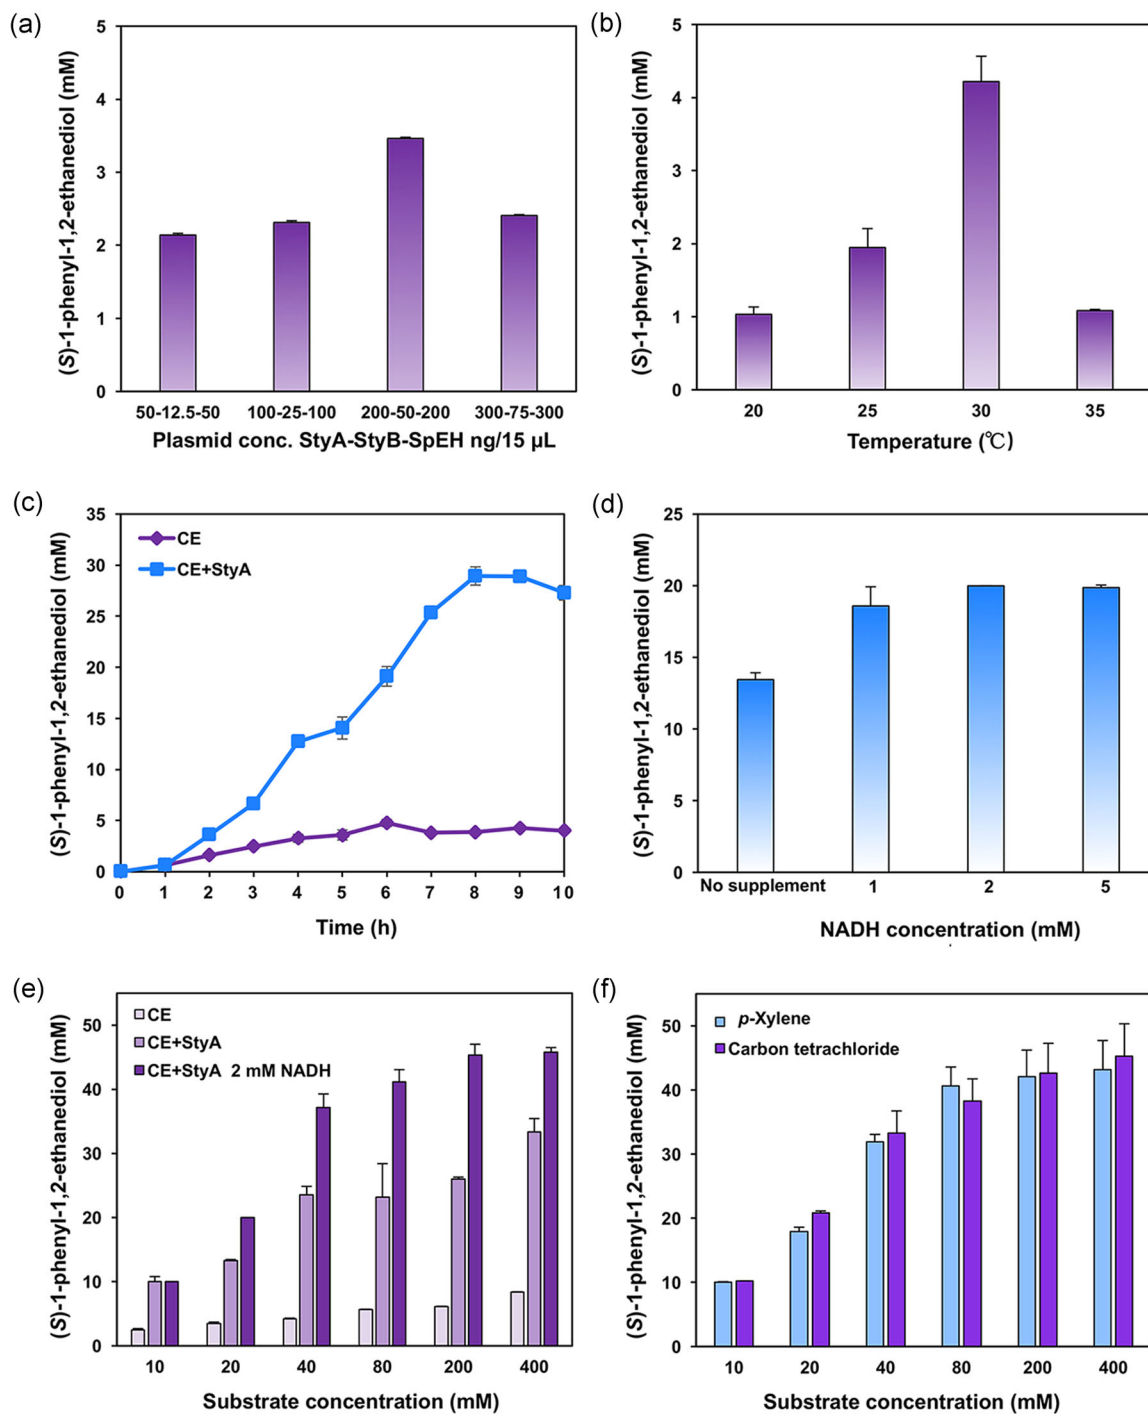 (a)
(S)-1-phenyl-1,2-ethanediol (mM)
5
4
3
2
1
0
50-12.5-50 100-25-100 200-50-200 300-75-300
Plasmid conc. StyA-StyB-SpEH ng/15 µL
(b)
(S)-1-phenyl-1,2-ethanediol (mM)
5
4
3
2
1
0
20 25 30 35
Temperature (℃)
(c)
(S)-1-phenyl-1,2-ethanediol (mM)
35
30
25
20
15
10
5
0
CE
CE+StyA
0 1 2 3 4 5 6 7 8 9 10
Time (h)
(d)
(S)-1-phenyl-1,2-ethanediol (mM)
25
20
15
10
5
0
No supplement 1 2 5
NADH concentration (mM)
(e)
(S)-1-phenyl-1,2-ethanediol (mM)
50
40
30
20
10
0
CE
CE+StyA
CE+StyA 2 mM NADH
10 20 40 80 200 400
Substrate concentration (mM)
(f)
(S)-1-phenyl-1,2-ethanediol (mM)
50
40
30
20
10
0
p-Xylene
Carbon tetrachloride
10 20 40 80 200 400
Substrate concentration (mM)